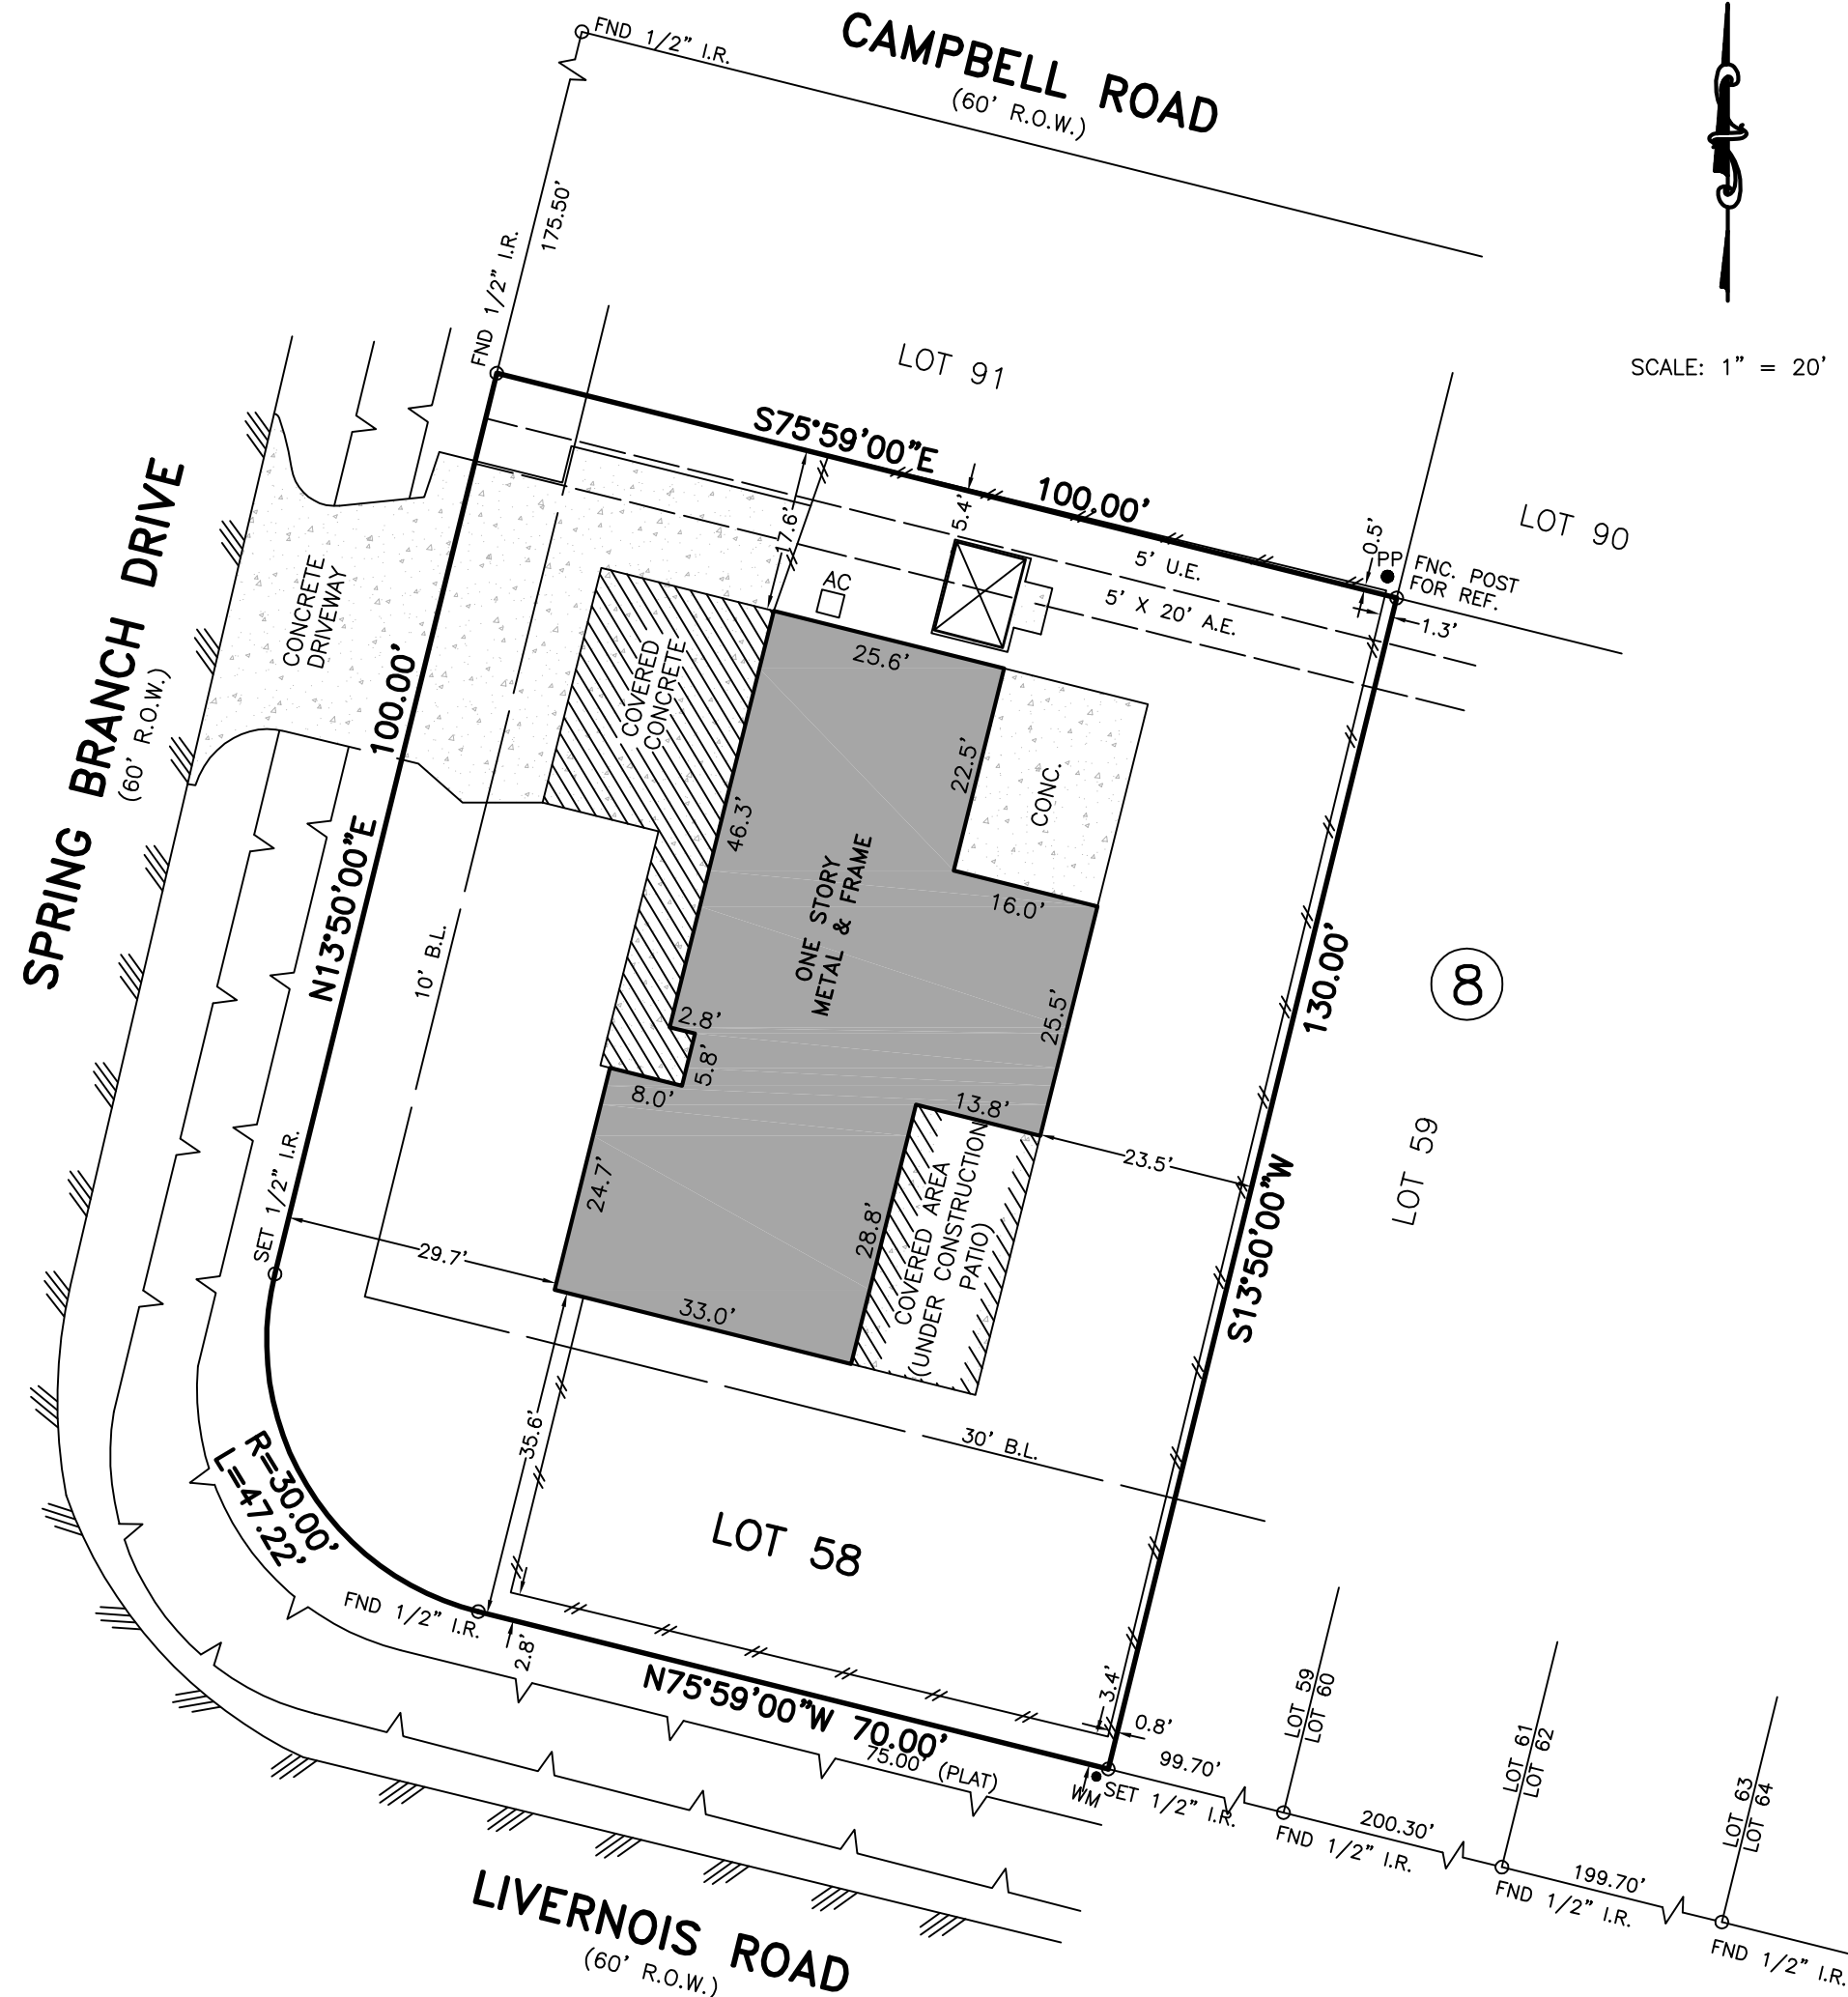 CAMPBELL ROAD
(60' R.O.W.)
FND 1/2" I.R.
175.50'
FND 1/2" I.R.
SCALE: 1" = 20'
LOT 91
S75°59'00"E
100.00'
LOT 90
0.5'
PP
FNC. POST
FOR REF.
1.3'
5' U.E.
5' X 20' A.E.
5.4'
17.6'
AC
SPRING BRANCH DRIVE
(60' R.O.W.)
CONCRETE
DRIVEWAY
N13°50'00"E
100.00'
10' B.L.
COVERED
CONCRETE
25.6'
22.5'
CONC.
16.0'
46.3'
ONE STORY
METAL & FRAME
25.5'
2.8'
5.8'
8.0'
13.8'
24.7'
28.8'
33.0'
COVERED AREA
(UNDER CONSTRUCTION
PATIO)
23.5'
130.00'
S13°50'00"W
8
LOT 59
SET 1/2" I.R.
29.7'
35.6'
30' B.L.
LOT 58
R=30.00'
L=47.22'
FND 1/2" I.R.
2.8'
N75°59'00"W 70.00'
75.00' (PLAT)
3.4'
0.8'
WM
SET 1/2" I.R.
99.70'
LOT 59
LOT 60
FND 1/2" I.R.
200.30'
LOT 61
LOT 62
FND 1/2" I.R.
199.70'
LOT 63
LOT 64
FND 1/2" I.R.
LIVERNOIS ROAD
(60' R.O.W.)